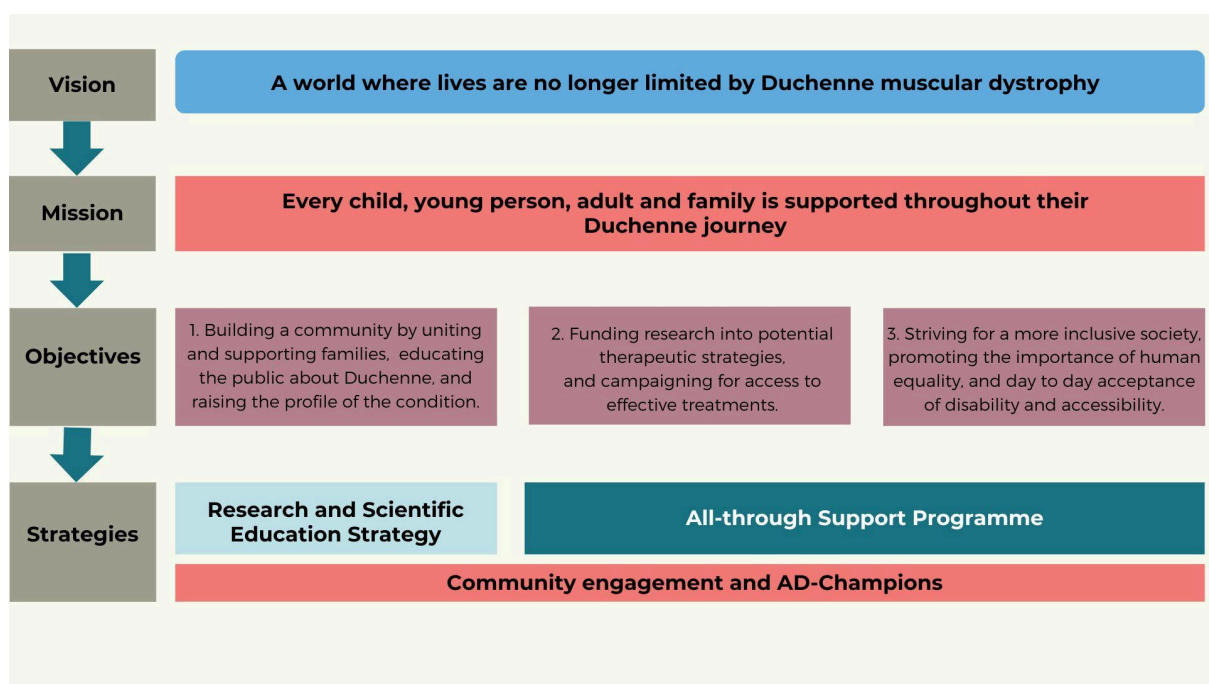 Vision
A world where lives are no longer limited by Duchenne muscular dystrophy
Mission
Every child, young person, adult and family is supported throughout their
Duchenne journey
Objectives
1. Building a community by uniting
and supporting families,  educating
the public about Duchenne, and
raising the profile of the condition.
2. Funding research into potential
therapeutic strategies,
and campaigning for access to
effective treatments.
3. Striving for a more inclusive society,
promoting the importance of human
equality, and day to day acceptance
of disability and accessibility.
Strategies
Research and Scientific
Education Strategy
All-through Support Programme
Community engagement and AD-Champions